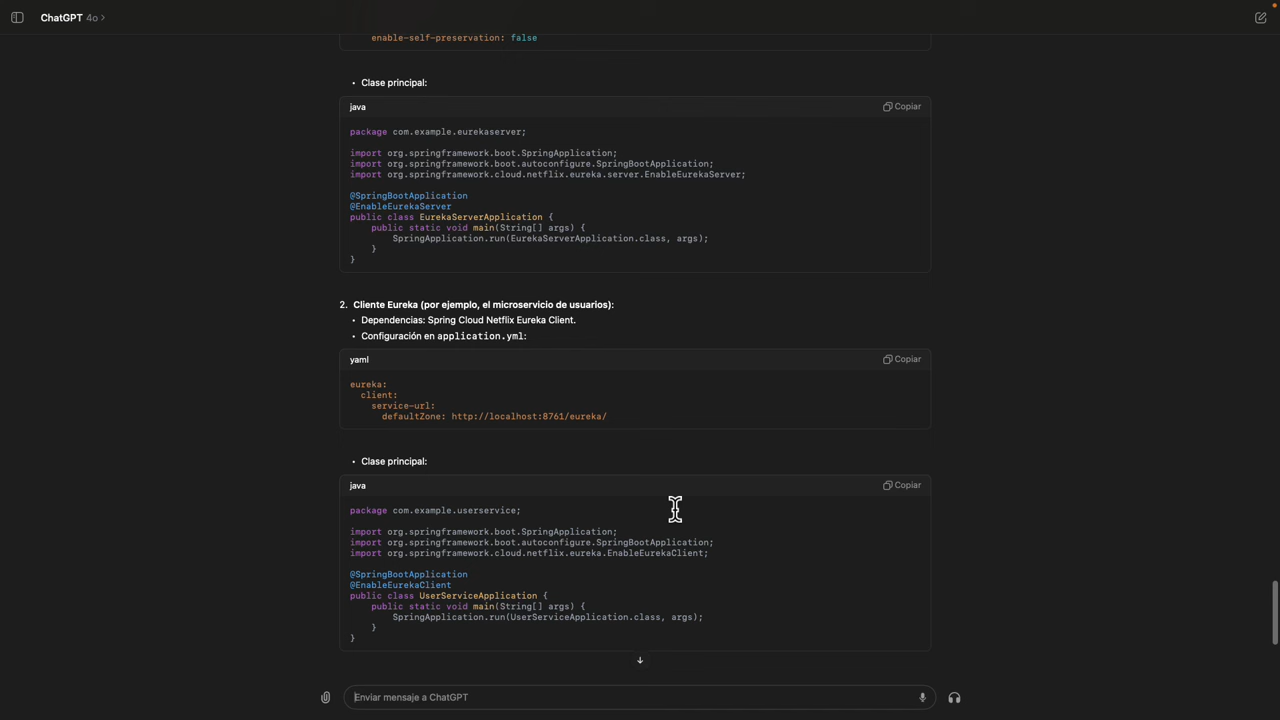 ChatGPT 4o >
enable-self-preservation: false
• Clase principal:
java
Copiar
package com.example.eurekaserver;
import org.springframework.boot.SpringApplication;
import org.springframework.boot.autoconfigure.SpringBootApplication;
import org.springframework.cloud.netflix.eureka.server.EnableEurekaServer;
@SpringBootApplication
@EnableEurekaServer
public class EurekaServerApplication {
public static void main(String[] args) {
SpringApplication.run(EurekaServerApplication.class, args);
}
}
2. Cliente Eureka (por ejemplo, el microservicio de usuarios):
• Dependencias: Spring Cloud Netflix Eureka Client.
• Configuración en application.yml:
yaml
Copiar
eureka:
client:
service-url:
defaultZone: http://localhost:8761/eureka/
• Clase principal:
java
Copiar
package com.example.userservice;
import org.springframework.boot.SpringApplication;
import org.springframework.boot.autoconfigure.SpringBootApplication;
import org.springframework.cloud.netflix.eureka.EnableEurekaClient;
@SpringBootApplication
@EnableEurekaClient
public class UserServiceApplication {
public static void main(String[] args) {
SpringApplication.run(UserServiceApplication.class, args);
}
}
Enviar mensaje a ChatGPT